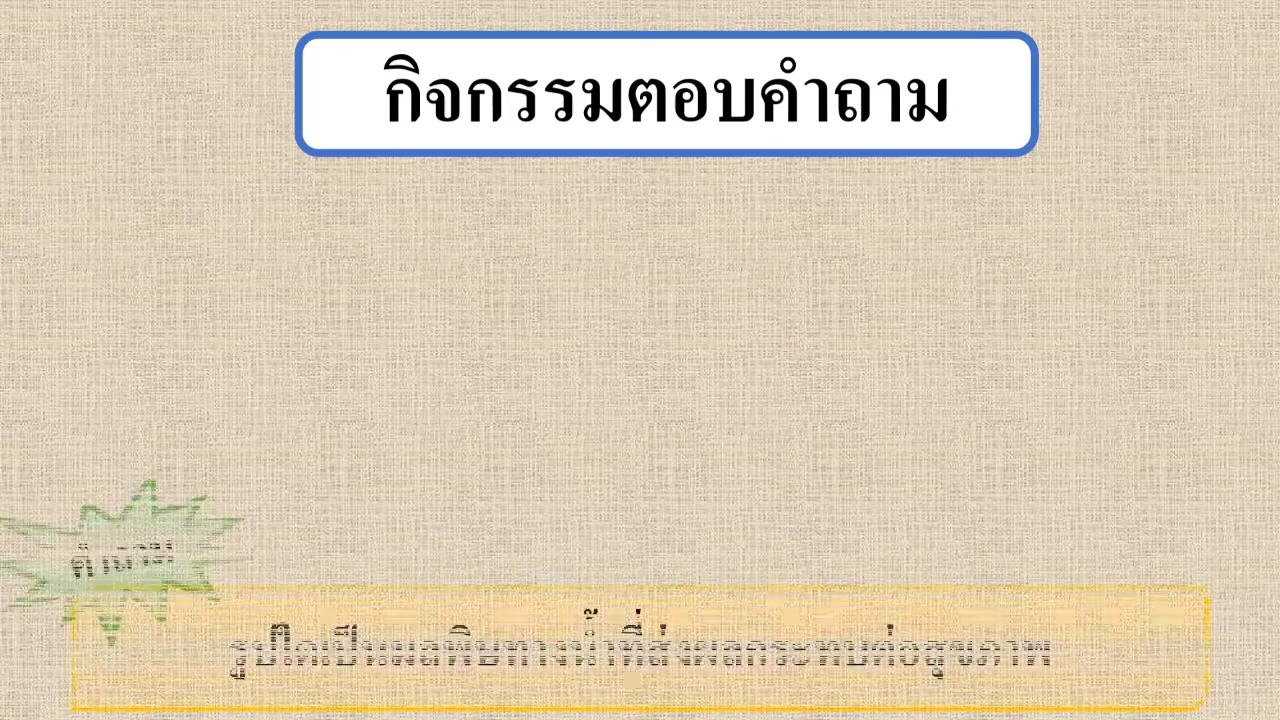 กิจกรรมตอบคำถาม
รูปใดเป็นมลพิษทางน้ำที่ส่งผลกระทบต่อสุขภาพ